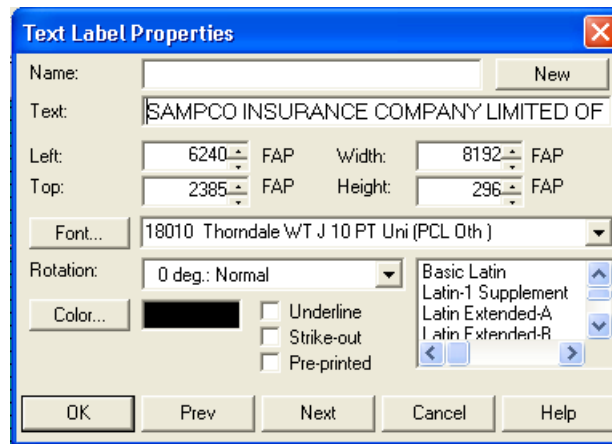 Text Label Properties
Name: New
Text: SAMPCO INSURANCE COMPANY LIMITED OF
Left: 6240 FAP Width: 8192 FAP
Top: 2385 FAP Height: 296 FAP
Font... 18010 Thorndale WT J 10 PT Uni (PCL Oth )
Rotation: 0 deg.: Normal
Basic Latin
Latin-1 Supplement
Latin Extended-A
Latin Extended-B
Color... Underline
Strike-out
Pre-printed
OK Prev Next Cancel Help